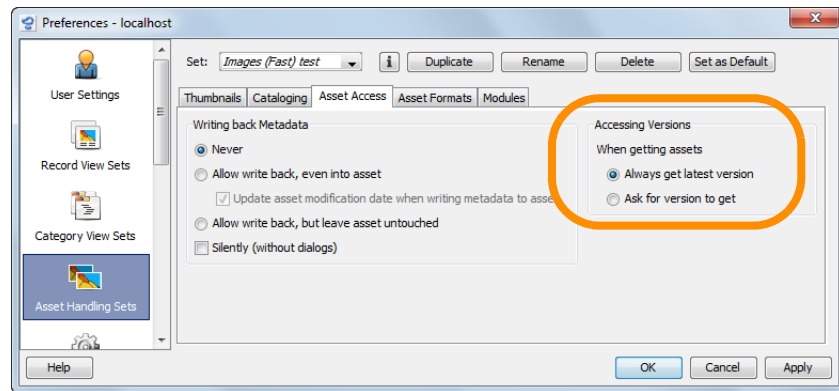 Preferences - localhost
User Settings
Record View Sets
Category View Sets
Asset Handling Sets
Set: Images (Fast) test i Duplicate Rename Delete Set as Default
Thumbnails Cataloging Asset Access Asset Formats Modules
Writing back Metadata
Never
Allow write back, even into asset
Update asset modification date when writing metadata to asse
Allow write back, but leave asset untouched
Silently (without dialogs)
Accessing Versions
When getting assets
Always get latest version
Ask for version to get
Help OK Cancel Apply